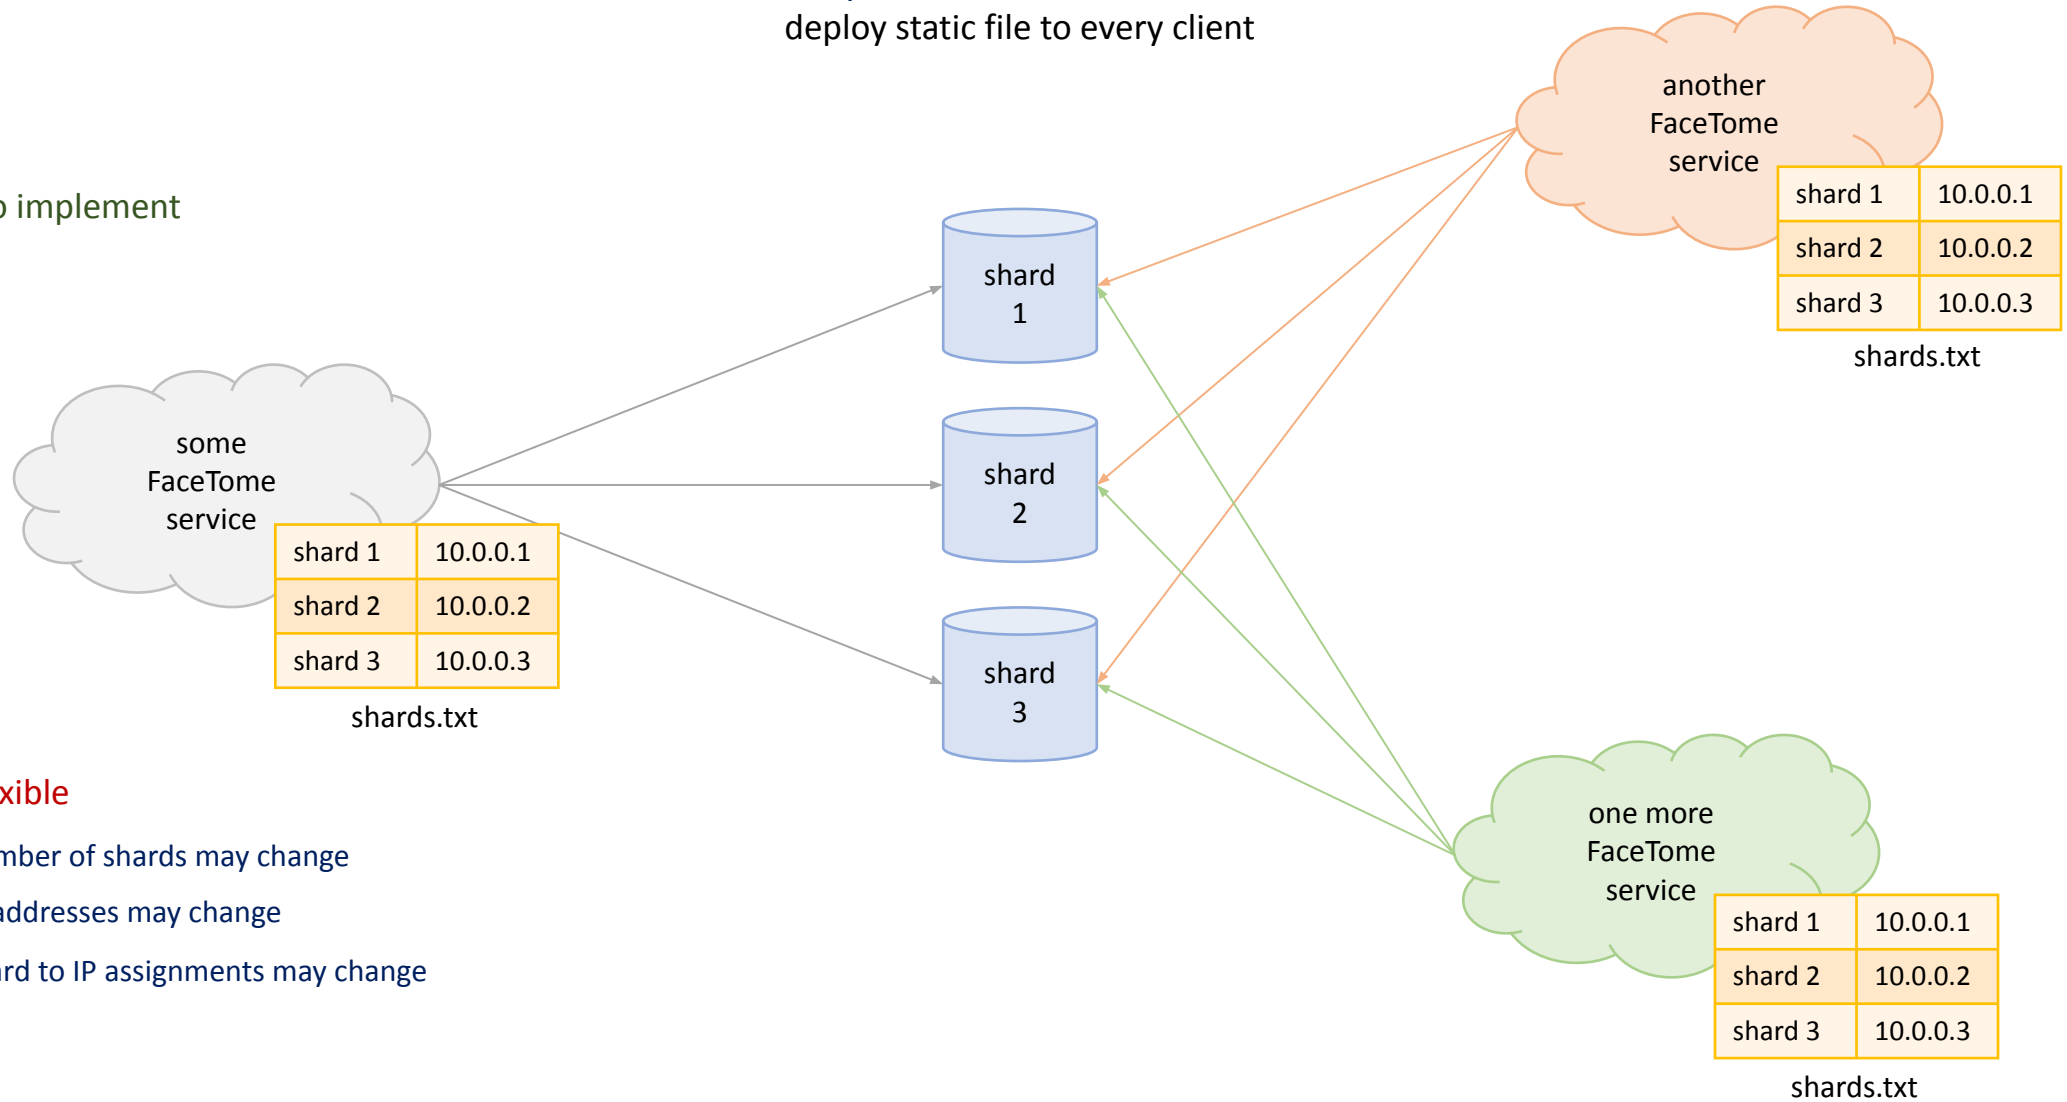 deploy static file to every client
implement
another
FaceTome
service
shard 1 10.0.0.1
shard 2 10.0.0.2
shard 3 10.0.0.3
shards.txt
shard
1
shard
2
shard
3
some
FaceTome
service
shard 1 10.0.0.1
shard 2 10.0.0.2
shard 3 10.0.0.3
shards.txt
of shards may change
addresses may change
to IP assignments may change
one more
FaceTome
service
shard 1 10.0.0.1
shard 2 10.0.0.2
shard 3 10.0.0.3
shards.txt